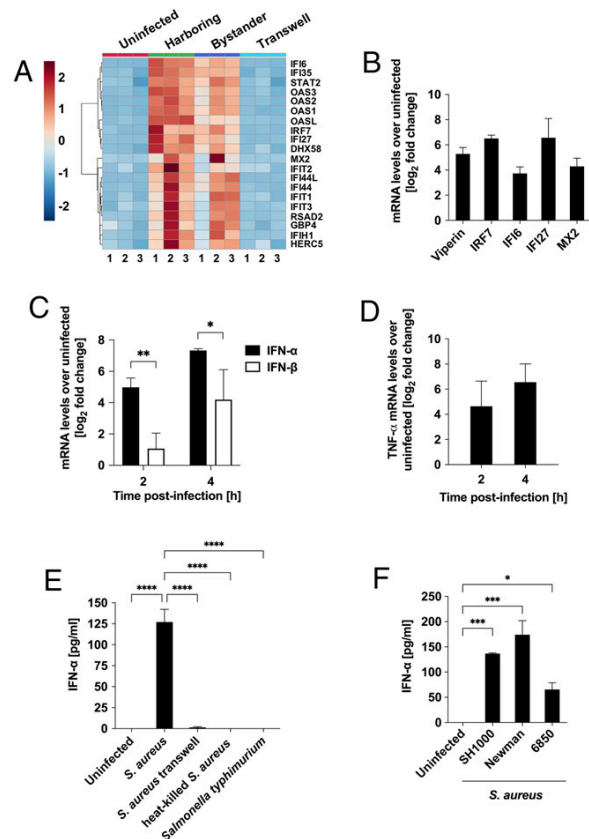 Uninfected Harboring Bystander Transwell
A
2
1
0
-1
-2
IFI6
IFI35
STAT2
OAS3
OAS2
OAS1
OASL
IRF7
IFI27
DHX58
MX2
IFIT2
IFI44L
IFI44
IFIT1
IFIT3
RSAD2
GBP4
IFIH1
HERC5
1 2 3 1 2 3 1 2 3 1 2 3
B
mRNA levels over uninfected
[log2 fold change]
10
8
6
4
2
0
Viperin IRF7 IFI6 IFI27 MX2
C
mRNA levels over uninfected
[log2 fold change]
8
6
4
2
0
**
*
IFN-α
IFN-β
2 4
Time post-infection [h]
D
TNF-α mRNA levels over
uninfected [log2 fold change]
10
8
6
4
2
0
2 4
Time post-infection [h]
E
****
****
**** ****
IFN-α [pg/ml]
150
125
100
75
50
25
0
Uninfected
S. aureus
S. aureus transwell
heat-killed S. aureus
Salmonella typhimurium
F
*
***
***
IFN-α [pg/ml]
250
200
150
100
50
0
Uninfected
SH1000
Newman
6850
S. aureus